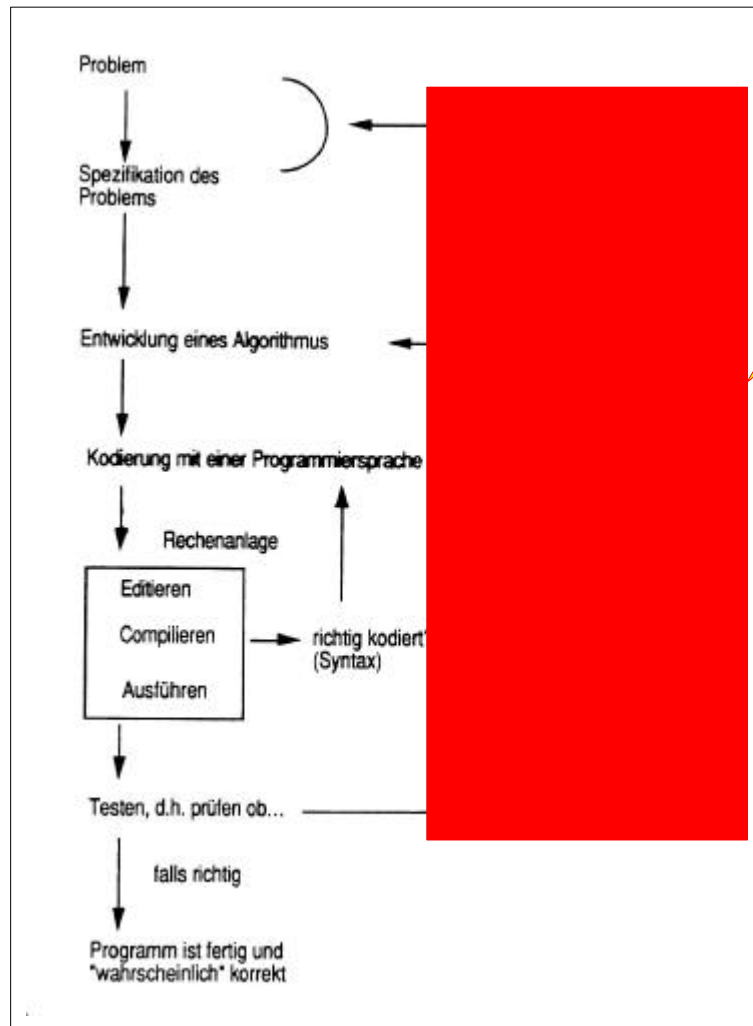 Problem
Spezifikation des
Problems
Entwicklung eines Algorithmus
Kodierung mit einer Programmiersprache
Rechenanlage
Editieren
Compilieren
Ausführen
richtig kodiert
(Syntax)
Testen, d.h. prüfen ob...
falls richtig
Programm ist fertig und
"wahrscheinlich" korrekt